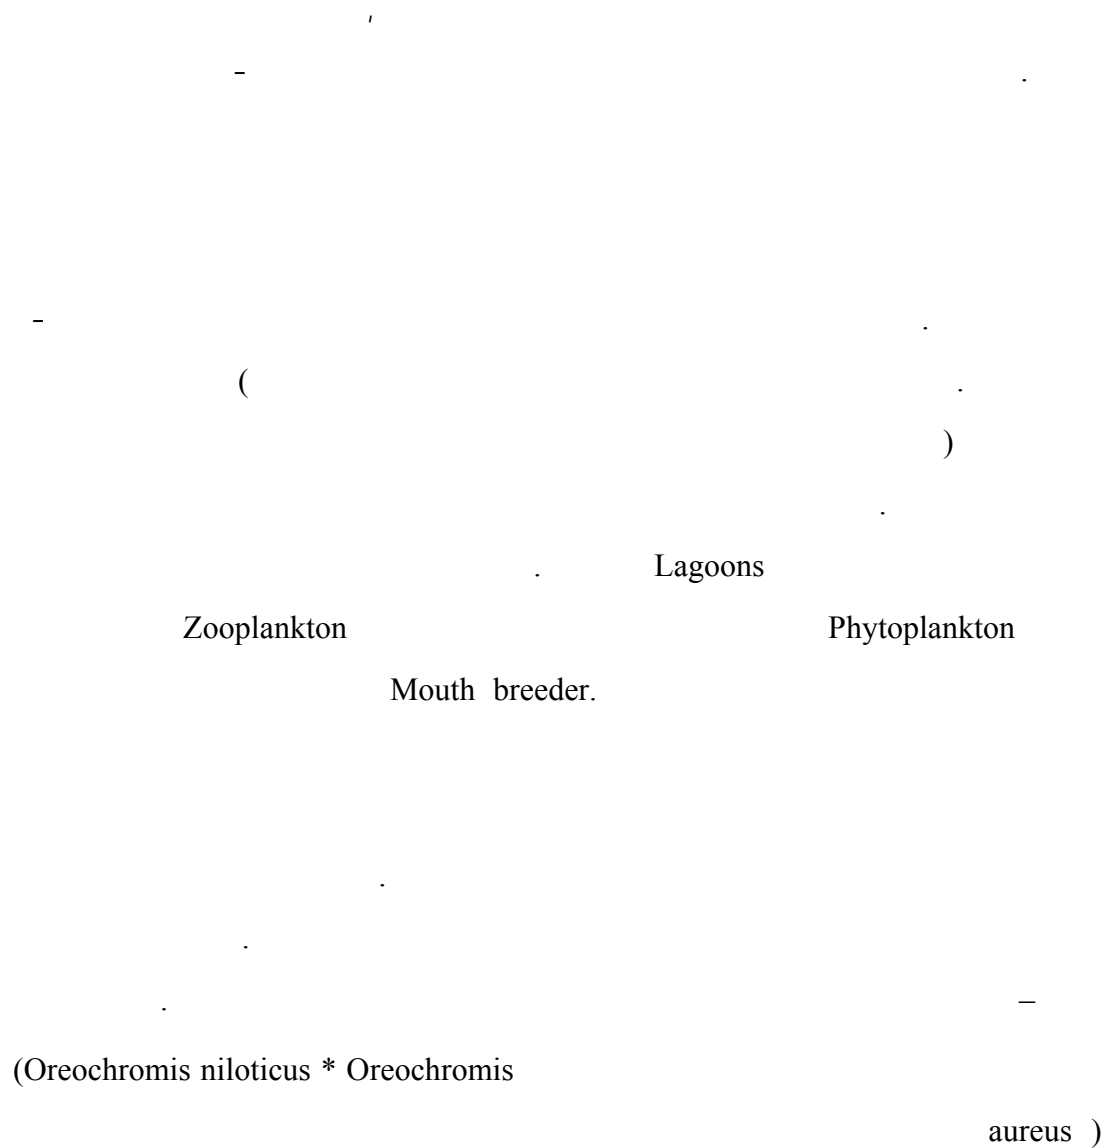 '
- .
- .
( .
)
.
. Lagoons
Zooplankton Phytoplankton
Mouth breeder.
.
.
. –
(Oreochromis niloticus * Oreochromis
aureus )